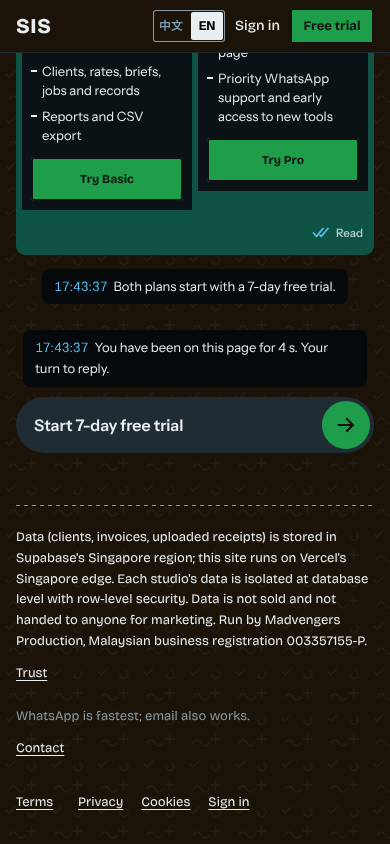 SIS
中文 EN Sign in Free trial
Clients, rates, briefs,
jobs and records
Reports and CSV
export
Try Basic
page
Priority WhatsApp
support and early
access to new tools
Try Pro
Read
17:43:37 Both plans start with a 7-day free trial.
17:43:37 You have been on this page for 4 s. Your
turn to reply.
Start 7-day free trial
Data (clients, invoices, uploaded receipts) is stored in
Supabase's Singapore region; this site runs on Vercel's
Singapore edge. Each studio's data is isolated at database
level with row-level security. Data is not sold and not
handed to anyone for marketing. Run by Madvengers
Production, Malaysian business registration 003357155-P.
Trust
WhatsApp is fastest; email also works.
Contact
Terms Privacy Cookies Sign in